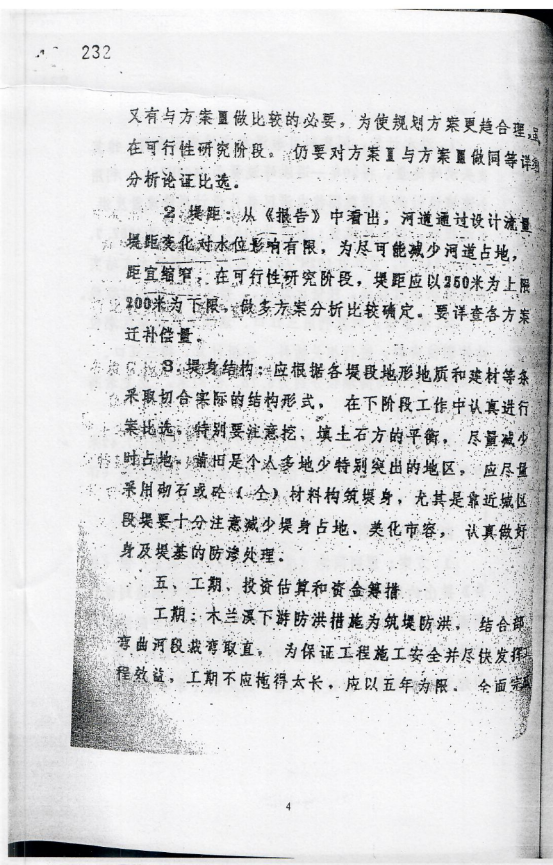 232
又有与方案Ⅲ做比较的必要，为使规划方案更趋合理，
在可行性研究阶段。仍要对方案Ⅱ与方案Ⅲ做同等详细
分析论证比选。
2. 堤距：从《报告》中看出，河道通过设计流量
堤距变化对水位影响有限，为尽可能减少河道占地，
距宜缩窄。在可行性研究阶段，堤距应以250米为上限
200米为下限，做多方案分析比较确定。要详查各方案
迁补偿量。
3. 堤身结构：应根据各堤段地形地质和建材等条
采取切合实际的结构形式，在下阶段工作中认真进行
案比选，特别要注意挖、填土石方的平衡，尽量减少
时占地。莆田是个人多地少特别突出的地区，应尽量
采用砌石或砼（仝）材料构筑堤身，尤其是靠近城区
段堤要十分注意减少堤身占地、美化市容，认真做好
身及堤基的防渗处理。
五、工期、投资估算和资金筹措
工期：木兰溪下游防洪措施为筑堤防洪，结合部
弯曲河段裁弯取直。为保证工程施工安全并尽快发挥工
程效益，工期不应拖得太长，应以五年为限。全面完成
4